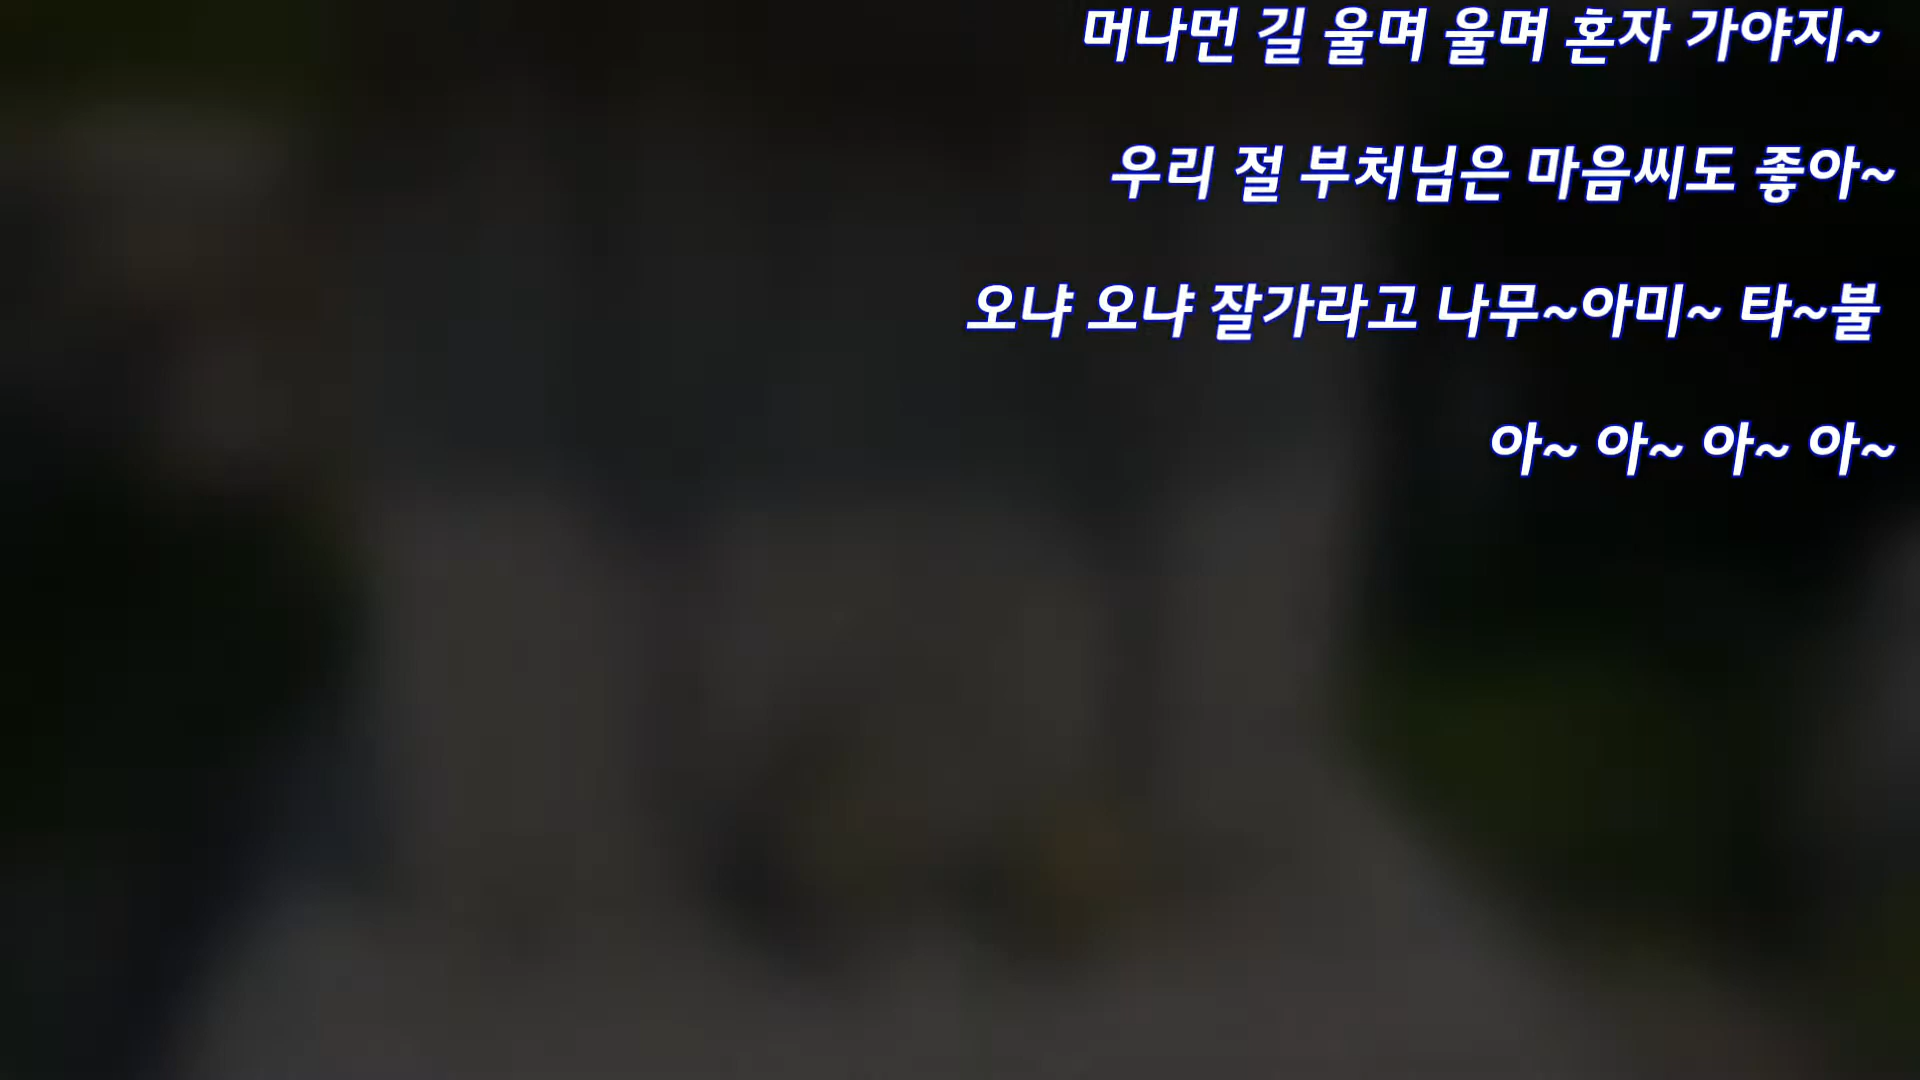 머나먼 길 울며 울며 혼자 가야지~
우리 절 부처님은 마음씨도 좋아~
오냐 오냐 잘가라고 나무~아미~ 타~불
아~ 아~ 아~ 아~